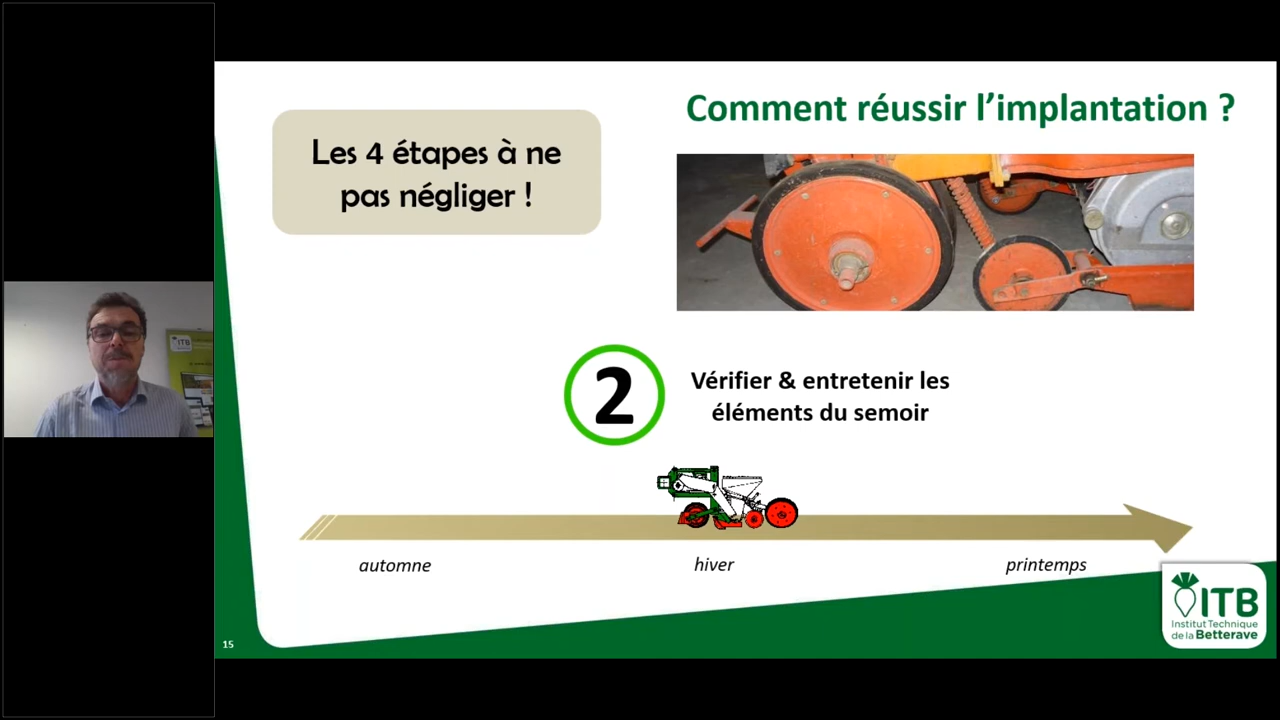 Comment réussir l’implantation ?
Les 4 étapes à ne
pas négliger !
2
Vérifier & entretenir les
éléments du semoir
automne
hiver
printemps
15
ITB
Institut Technique
de la Betterave
ITB